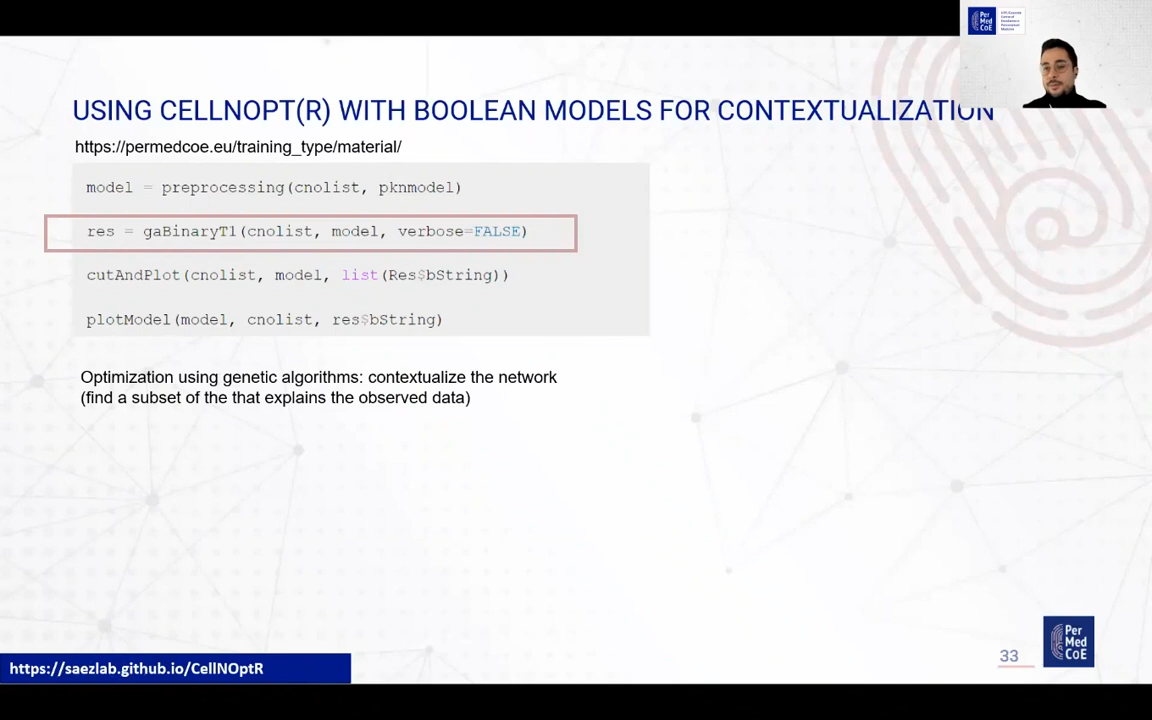 Per
Med
CoE
USING CELLNOPT(R) WITH BOOLEAN MODELS FOR CONTEXTUALIZATION
https://permedcoe.eu/training_type/material/
model = preprocessing(cnolist, pknmodel)
res = gaBinaryT1(cnolist, model, verbose=FALSE)
cutAndPlot(cnolist, model, list(Res$bString))
plotModel(model, cnolist, res$bString)
Optimization using genetic algorithms: contextualize the network
(find a subset of the that explains the observed data)
https://saezlab.github.io/CellNOptR
33
Per
Med
CoE